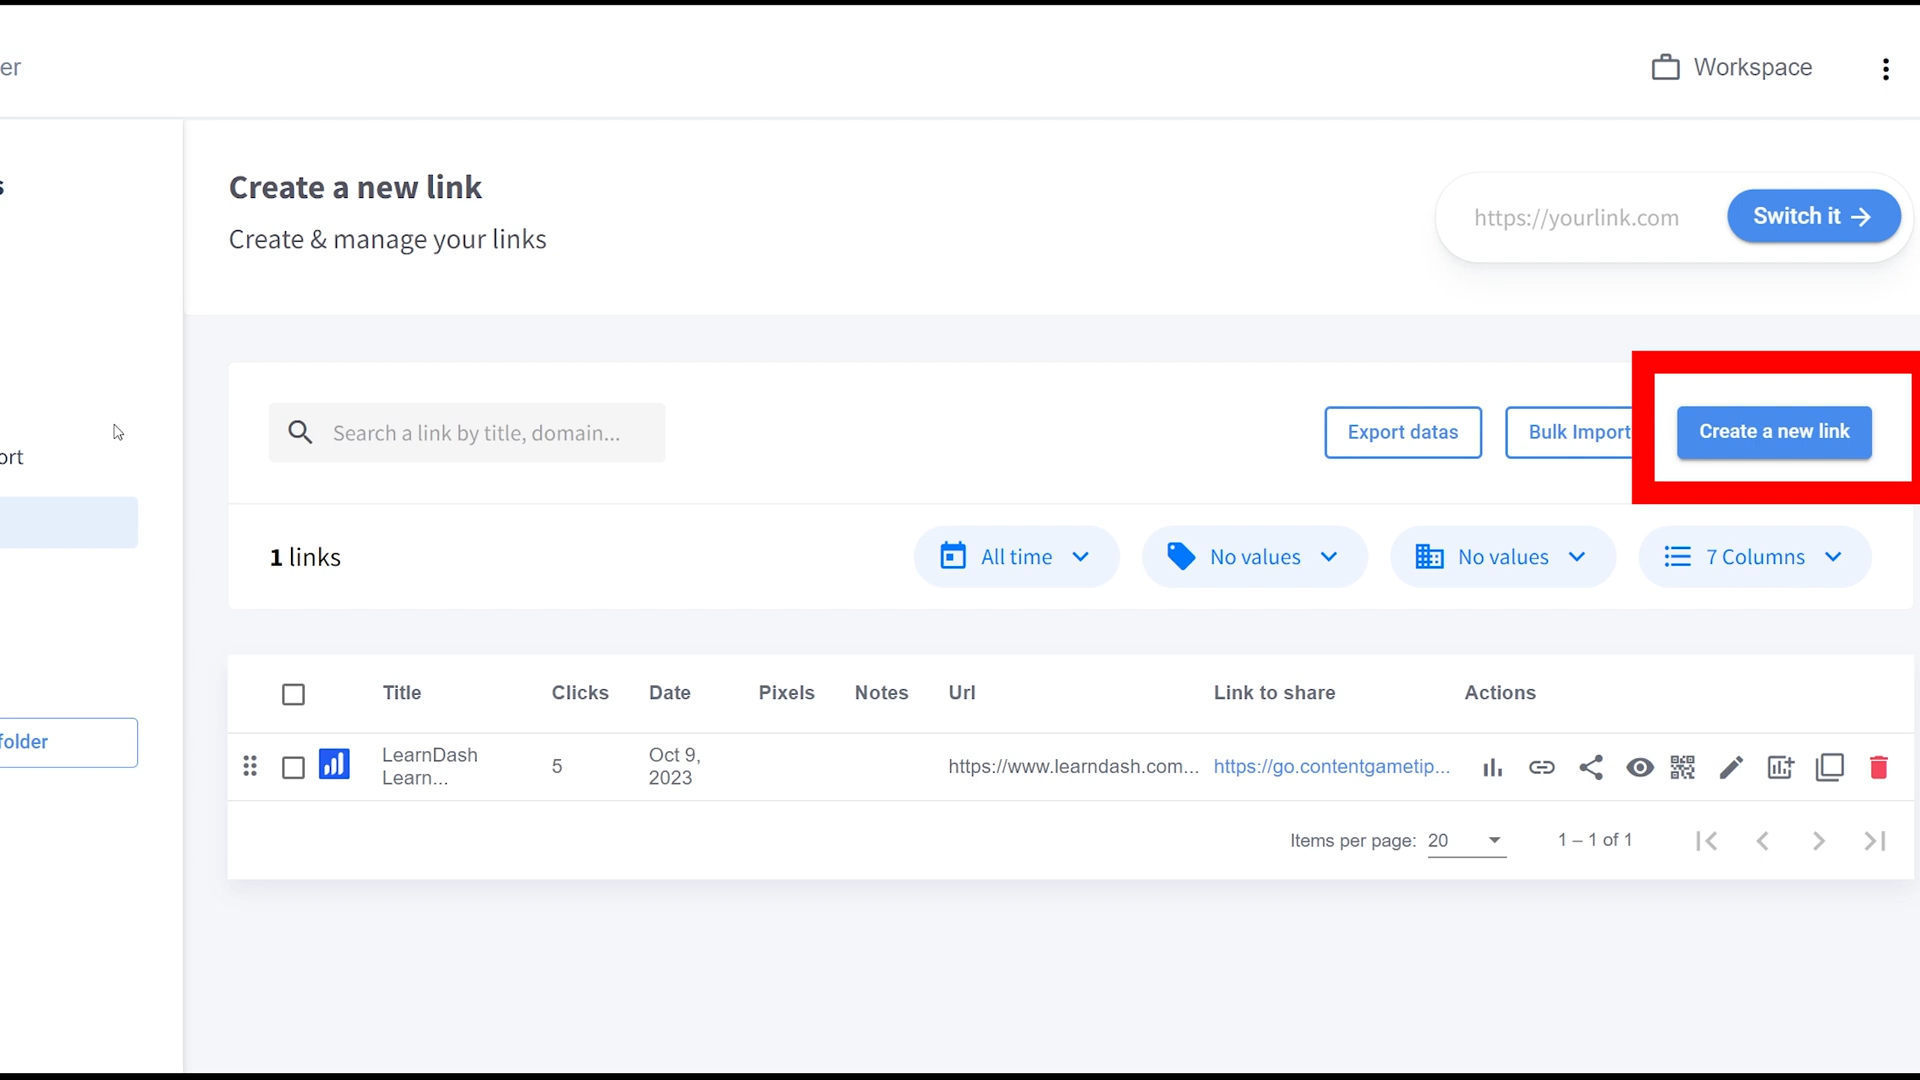 er
Workspace
s
Create a new link
Create & manage your links
https://yourlink.com
Switch it
Search a link by title, domain...
Export datas
Bulk Import
Create a new link
ort
1 links
All time
No values
No values
7 Columns
folder
Title Clicks Date Pixels Notes Url Link to share Actions
LearnDash
Learn...
5
Oct 9,
2023
https://www.learndash.com...
https://go.contentgametip...
Items per page: 20
1 – 1 of 1